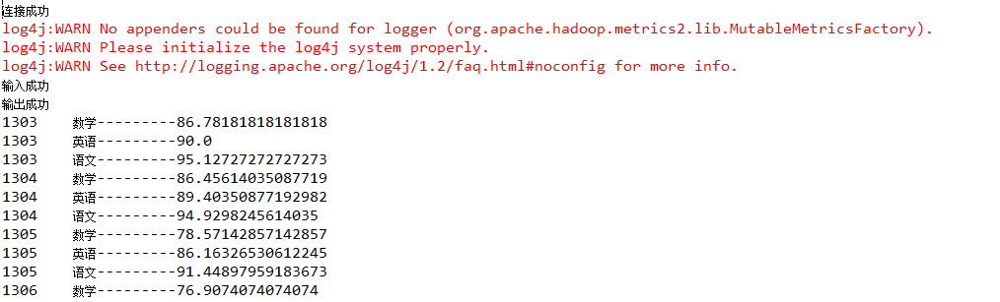 连接成功
log4j:WARN No appenders could be found for logger (org.apache.hadoop.metrics2.lib.MutableMetricsFactory).
log4j:WARN Please initialize the log4j system properly.
log4j:WARN See http://logging.apache.org/log4j/1.2/faq.html#noconfig for more info.
输入成功
输出成功
1303    数学---------86.78181818181818
1303    英语---------90.0
1303    语文---------95.12727272727273
1304    数学---------86.45614035087719
1304    英语---------89.40350877192982
1304    语文---------94.9298245614035
1305    数学---------78.57142857142857
1305    英语---------86.16326530612245
1305    语文---------91.44897959183673
1306    数学---------76.9074074074074